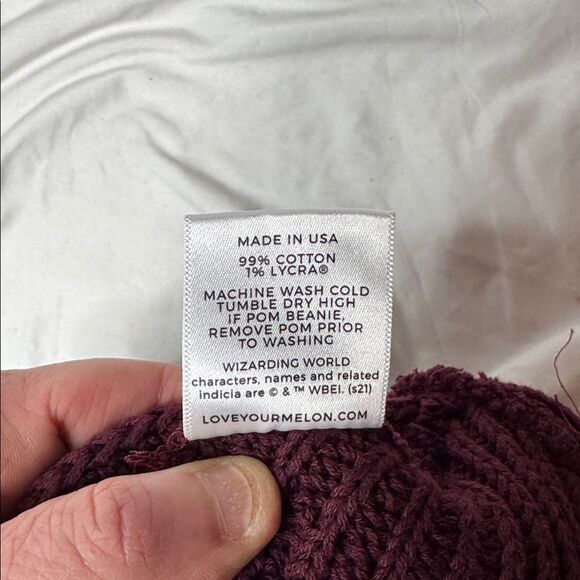 MADE IN USA
99% COTTON
1% LYCRA®
MACHINE WASH COLD
TUMBLE DRY HIGH
IF POM BEANIE,
REMOVE POM PRIOR
TO WASHING
WIZARDING WORLD
characters, names and related
indicia are © & ™ WBEI. (s21)
LOVEYOURMELON.COM